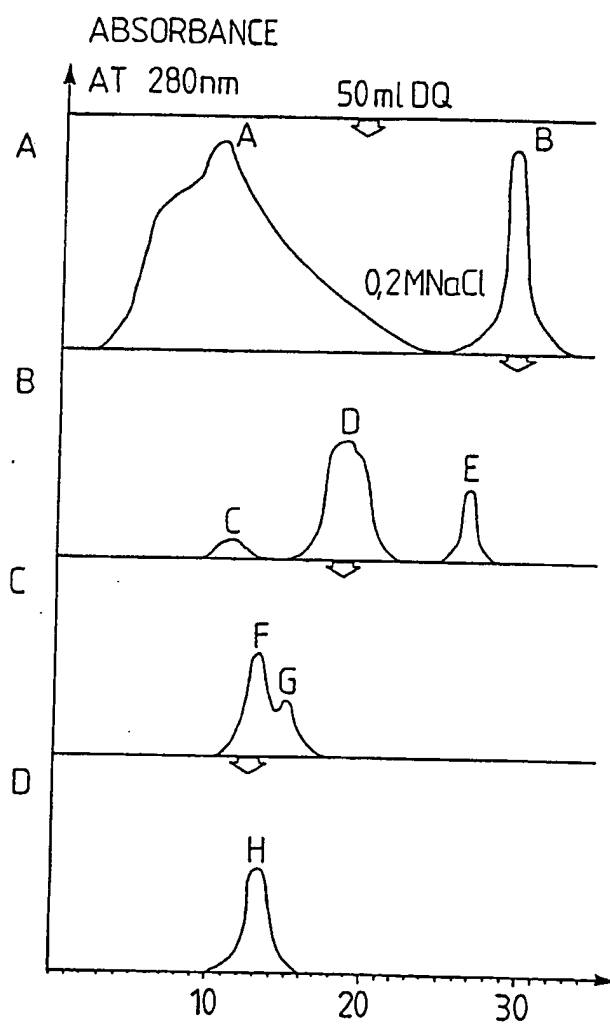 ABSORBANCE
AT 280nm
50ml DQ
A
A
B
0,2MNaCl
B
C
D
E
C
F
G
D
H
10 20 30